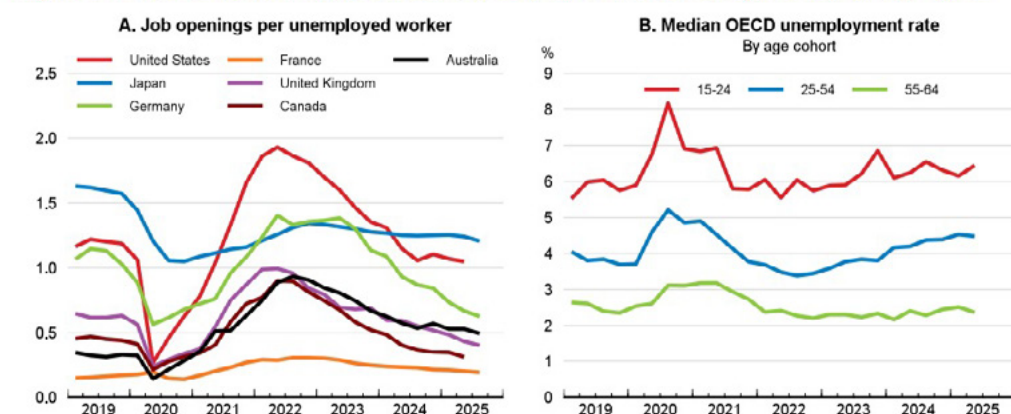 A. Job openings per unemployed worker
United States
France
Australia
Japan
United Kingdom
Germany
Canada
2.5
2.0
1.5
1.0
0.5
0.0
2019 2020 2021 2022 2023 2024 2025
B. Median OECD unemployment rate
By age cohort
%
15-24 25-54 55-64
9
8
7
6
5
4
3
2
1
0
2019 2020 2021 2022 2023 2024 2025